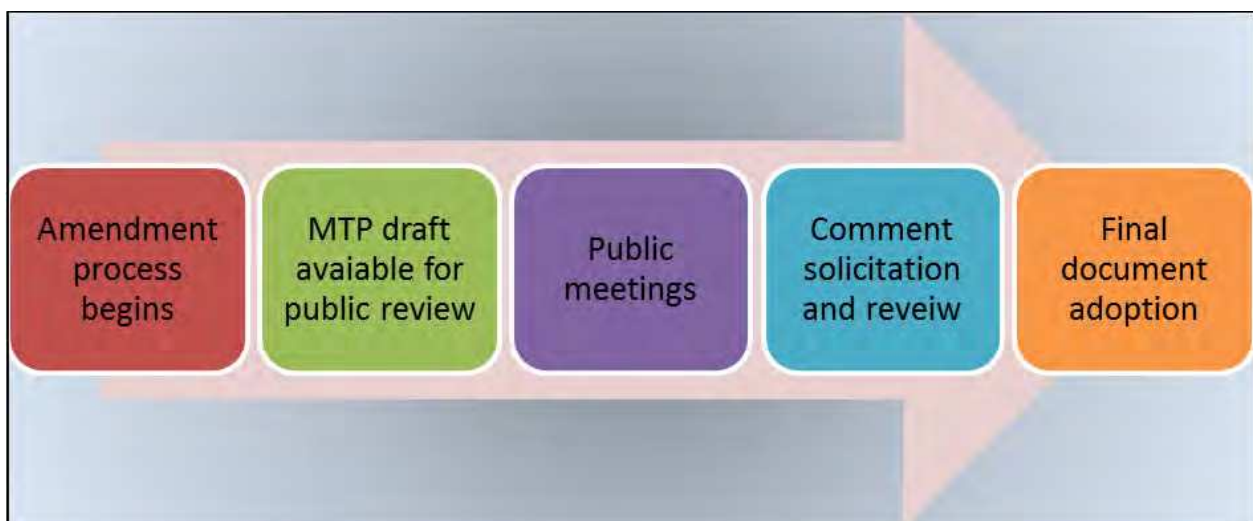 Amendment
process
begins
MTP draft
avaiable for
public review
Public
meetings
Comment
solicitation
and reveiw
Final
document
adoption